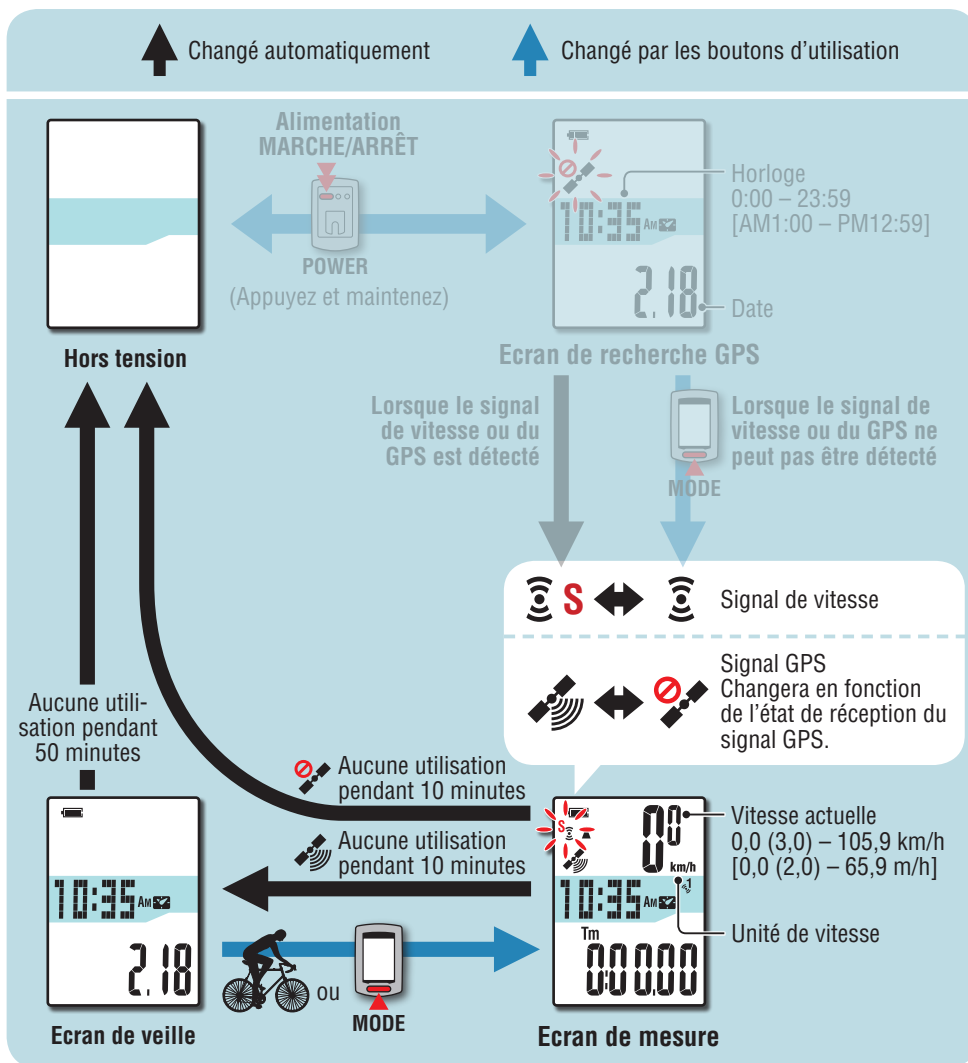 Changé automatiquement
Changé par les boutons d'utilisation
Alimentation
MARCHE/ARRÊT
POWER
(Appuyez et maintenez)
Hors tension
10:35 AM
2.18
Horloge
0:00 – 23:59
[AM1:00 – PM12:59]
Date
Ecran de recherche GPS
Lorsque le signal
de vitesse ou du
GPS est détecté
Lorsque le signal de
vitesse ou du GPS ne
peut pas être détecté
MODE
S
Signal de vitesse
Signal GPS
Changera en fonction
de l'état de réception du
signal GPS.
Aucune utili-
sation pendant
50 minutes
Aucune utilisation
pendant 10 minutes
Aucune utilisation
pendant 10 minutes
10:35 AM
2.18
Ecran de veille
ou
MODE
S
00
km/h
10:35 AM
1
Tm
0:00.00
Vitesse actuelle
0,0 (3,0) – 105,9 km/h
[0,0 (2,0) – 65,9 m/h]
Unité de vitesse
Ecran de mesure